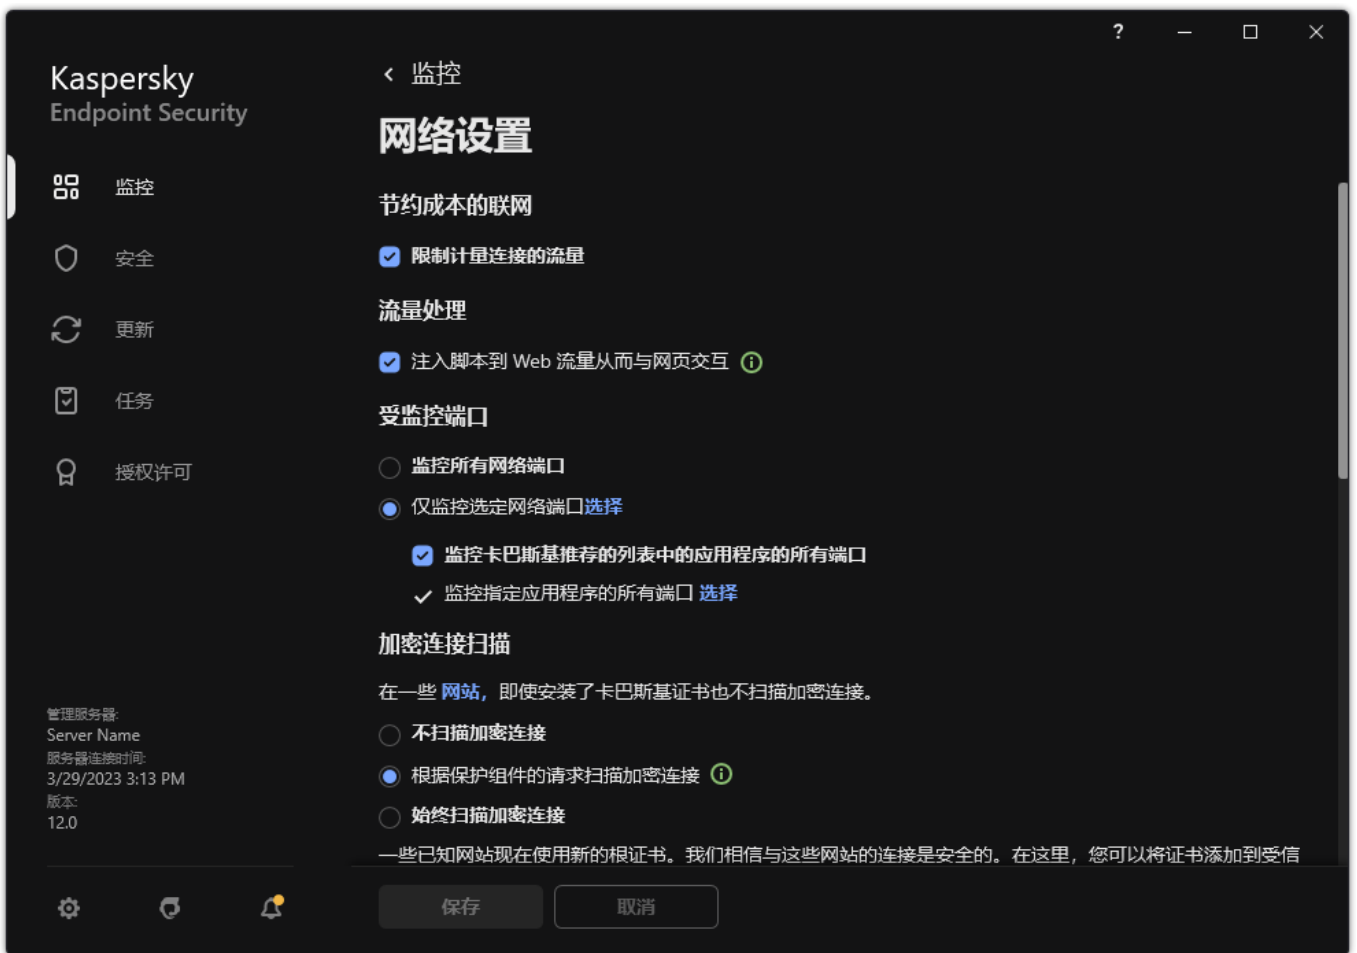 ?
Kaspersky
Endpoint Security
监控
安全
更新
任务
授权许可
管理服务器:
Server Name
服务器连接时间:
3/29/2023 3:13 PM
版本:
12.0
监控
网络设置
节约成本的联网
限制计量连接的流量
流量处理
注入脚本到 Web 流量从而与网页交互
受监控端口
监控所有网络端口
仅监控选定网络端口选择
监控卡巴斯基推荐的列表中的应用程序的所有端口
监控指定应用程序的所有端口 选择
加密连接扫描
在一些 网站，即使安装了卡巴斯基证书也不扫描加密连接。
不扫描加密连接
根据保护组件的请求扫描加密连接
始终扫描加密连接
一些已知网站现在使用新的根证书。我们相信与这些网站的连接是安全的。在这里，您可以将证书添加到受信
保存
取消